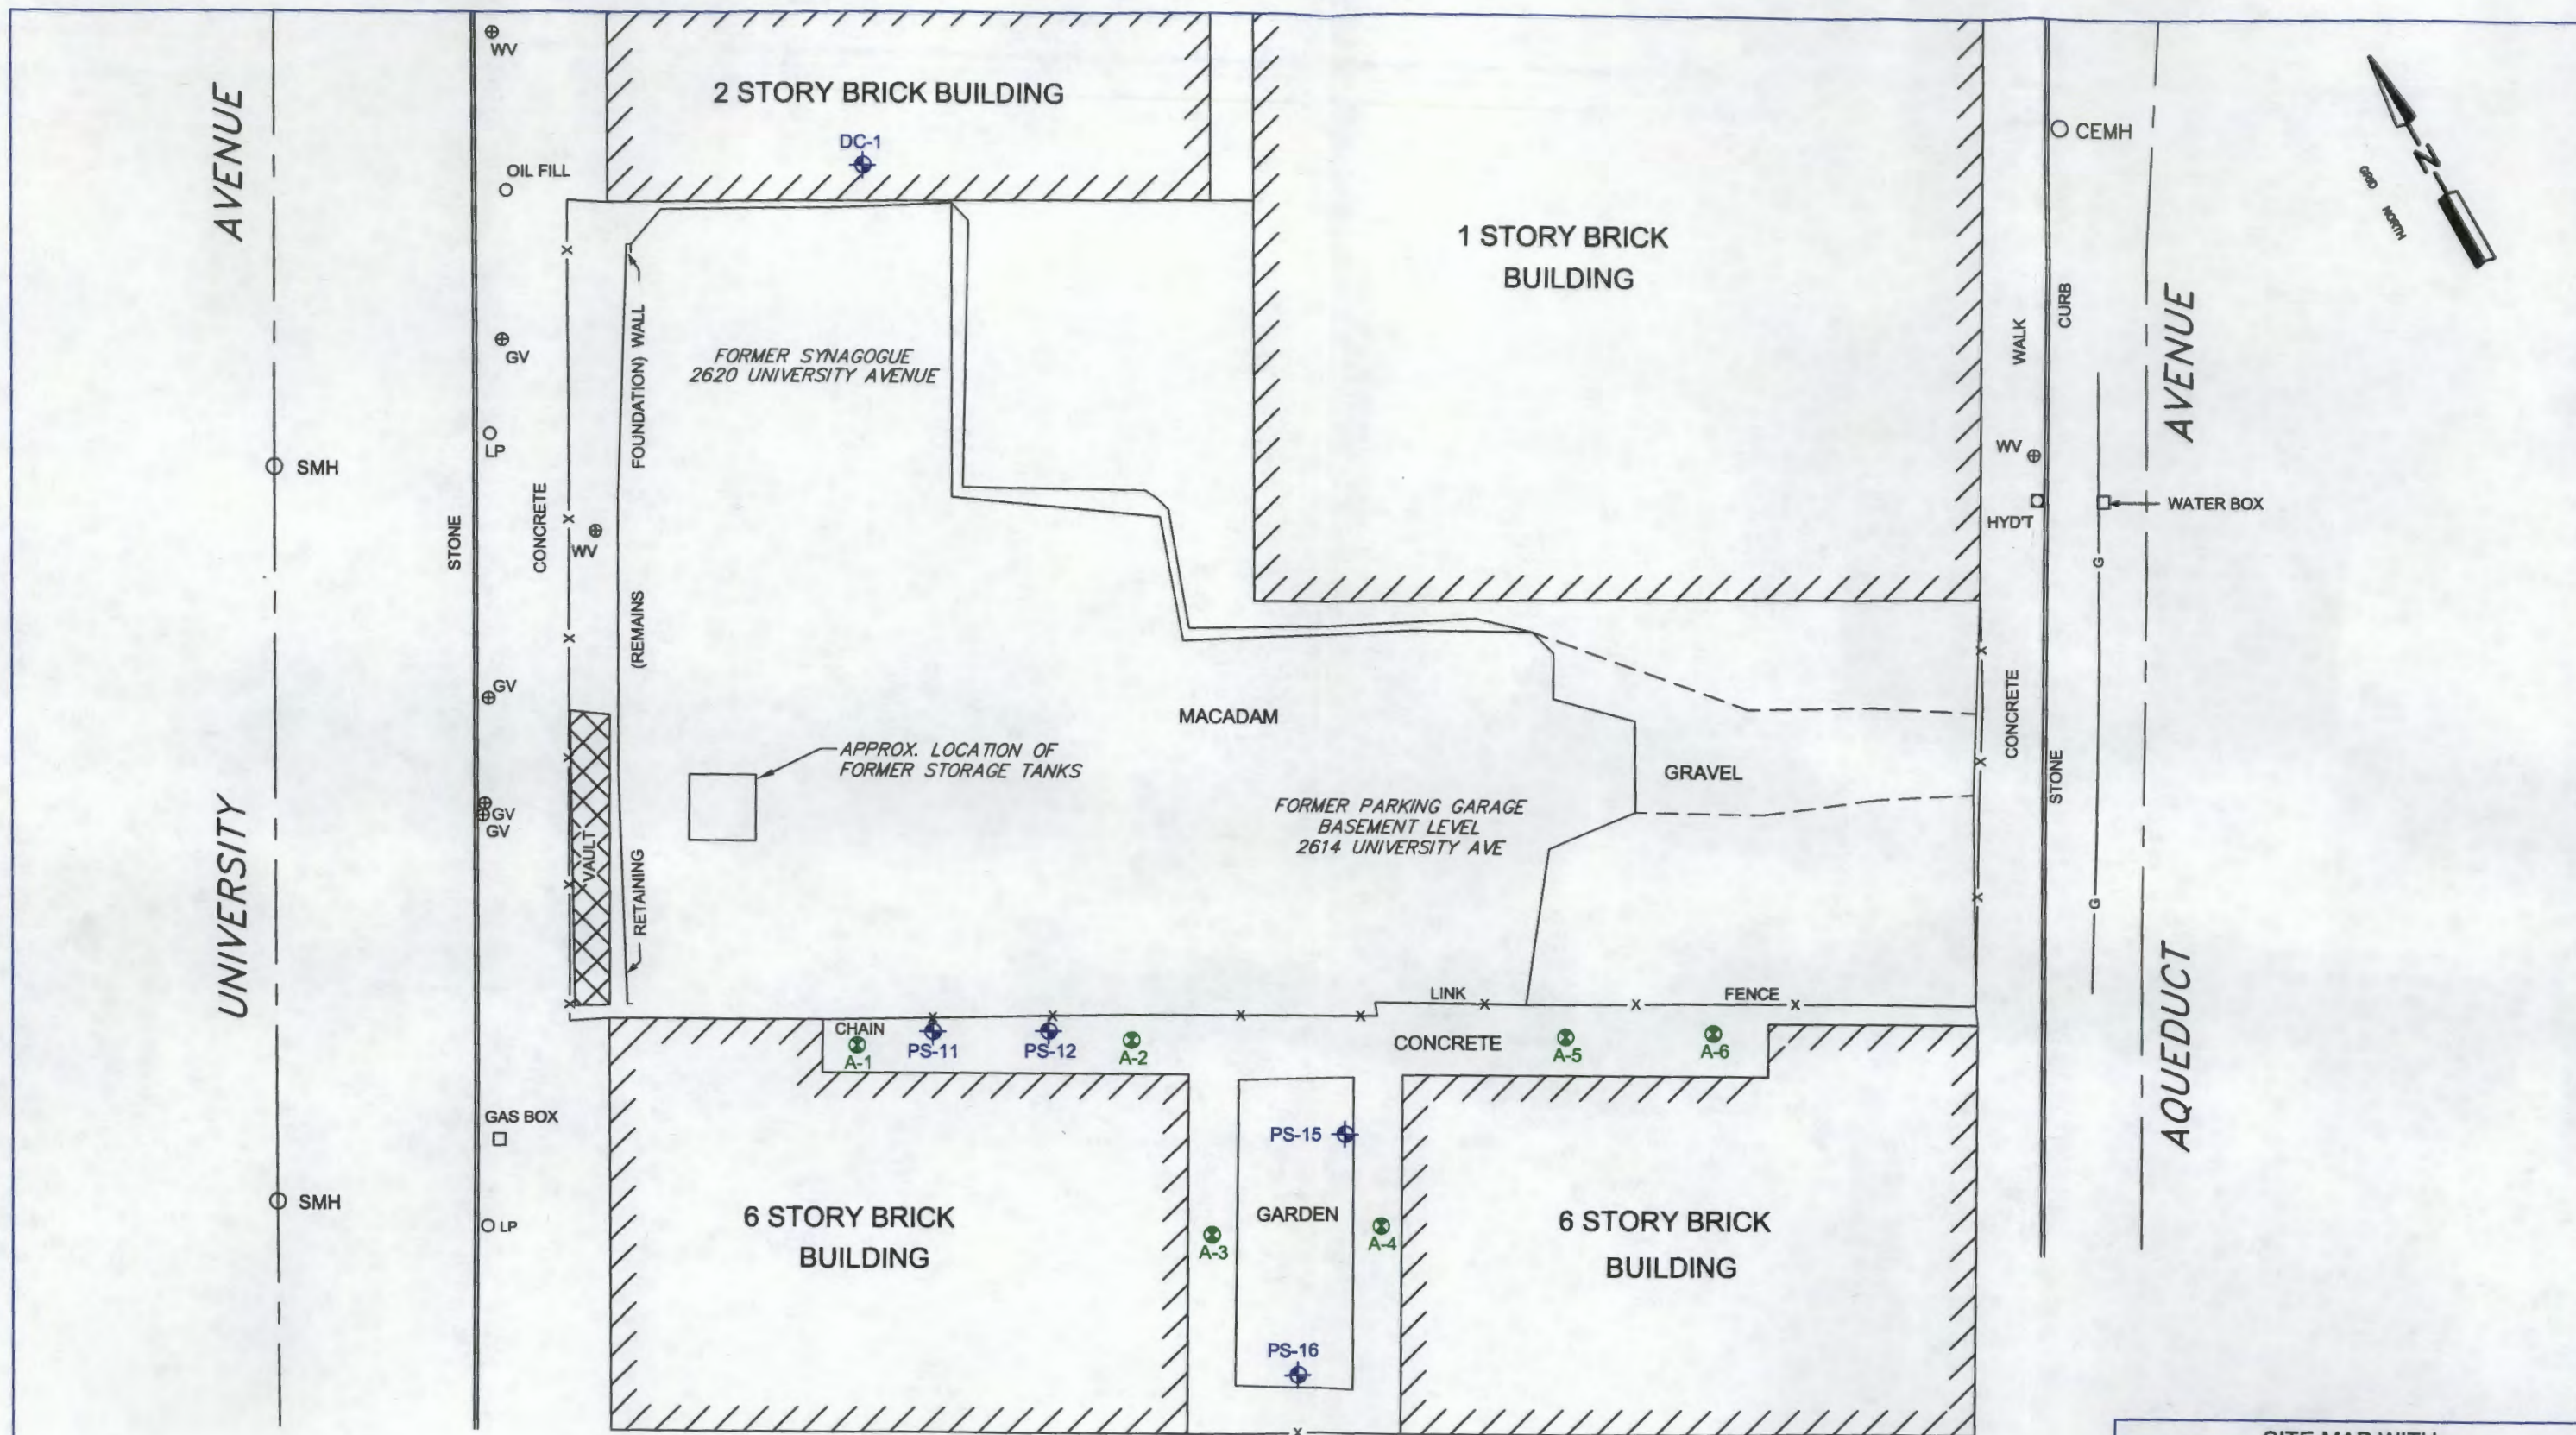 WV
2 STORY BRICK BUILDING
DC-1
AVENUE
OIL FILL
CEMH
N
GRID NORTH
1 STORY BRICK
BUILDING
CURB
WALK
AVENUE
FOUNDATION) WALL
GV
FORMER SYNAGOGUE
2620 UNIVERSITY AVENUE
LP
SMH
WV
HYD'T
WATER BOX
STONE
CONCRETE
WV
G
(REMAINS
GV
MACADAM
CONCRETE
APPROX. LOCATION OF
FORMER STORAGE TANKS
GRAVEL
STONE
GV
GV
VAULT
FORMER PARKING GARAGE
BASEMENT LEVEL
2614 UNIVERSITY AVE
UNIVERSITY
RETAINING
G
LINK
FENCE
CHAIN
A-1
PS-11
PS-12
A-2
CONCRETE
A-5
A-6
AQUEDUCT
GAS BOX
PS-15
SMH
LP
6 STORY BRICK
BUILDING
A-3
GARDEN
A-4
6 STORY BRICK
BUILDING
PS-16
SITE MAP WITH